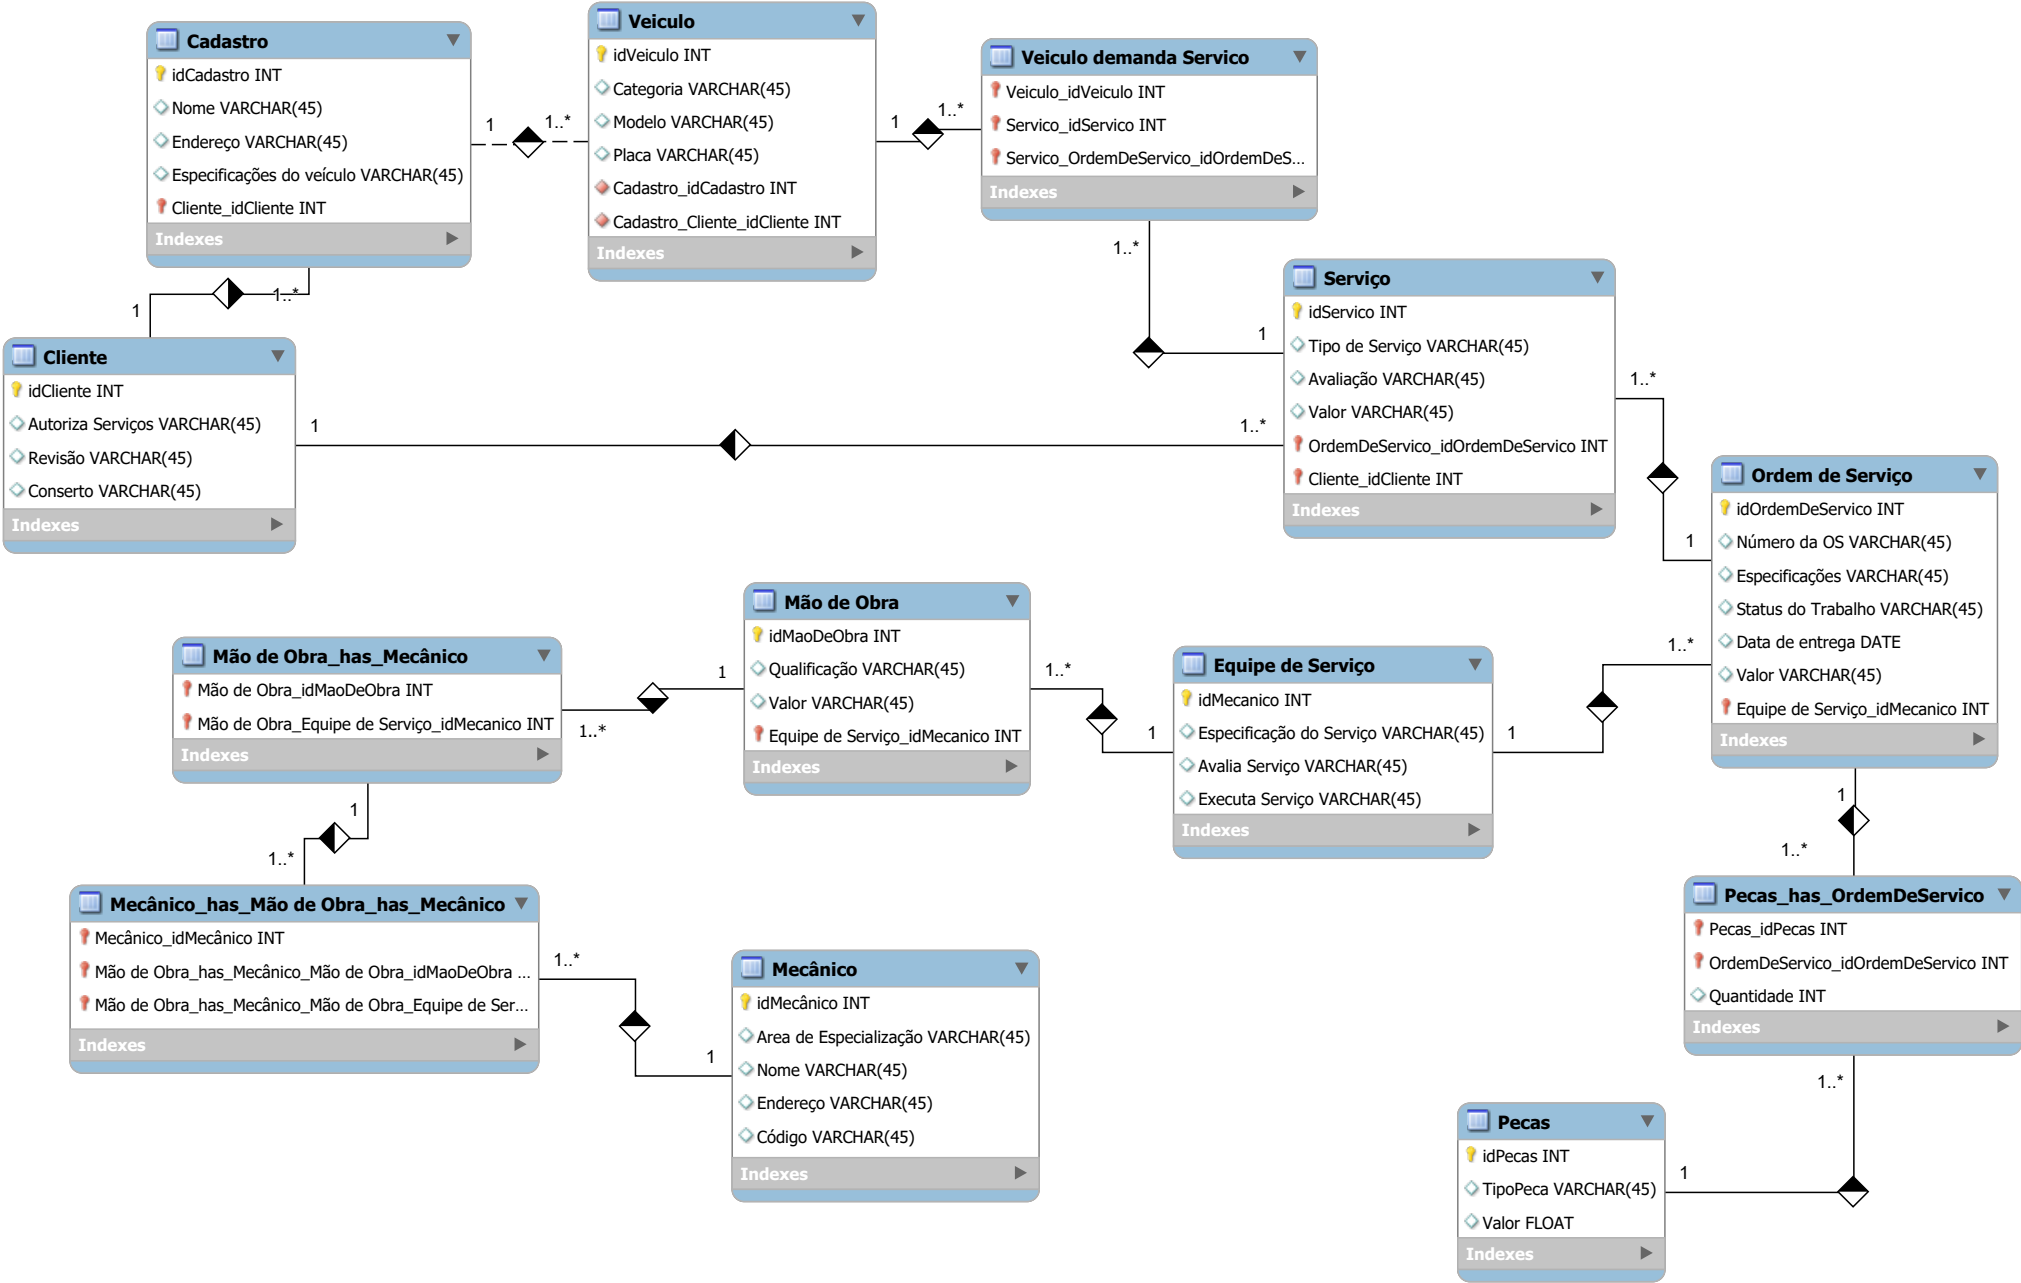 Cadastro
idCadastro INT
Nome VARCHAR(45)
Endereço VARCHAR(45)
Especificações do veículo VARCHAR(45)
Cliente_idCliente INT
Indexes
1
1..*
Veiculo
idVeiculo INT
Categoria VARCHAR(45)
Modelo VARCHAR(45)
Placa VARCHAR(45)
Cadastro_idCadastro INT
Cadastro_Cliente_idCliente INT
Indexes
1
1..*
Veiculo demanda Servico
Veiculo_idVeiculo INT
Servico_idServico INT
Servico_OrdemDeServico_idOrdemDeS...
Indexes
1..*
1
1
1..*
Cliente
idCliente INT
Autoriza Serviços VARCHAR(45)
Revisão VARCHAR(45)
Conserto VARCHAR(45)
Indexes
1
1..*
Serviço
idServico INT
Tipo de Serviço VARCHAR(45)
Avaliação VARCHAR(45)
Valor VARCHAR(45)
OrdemDeServico_idOrdemDeServico INT
Cliente_idCliente INT
Indexes
1..*
1
Ordem de Serviço
idOrdemDeServico INT
Número da OS VARCHAR(45)
Especificações VARCHAR(45)
Status do Trabalho VARCHAR(45)
Data de entrega DATE
Valor VARCHAR(45)
Equipe de Serviço_idMecanico INT
Indexes
Mão de Obra_has_Mecânico
Mão de Obra_idMaoDeObra INT
Mão de Obra_Equipe de Serviço_idMecanico INT
Indexes
1..*
1
Mão de Obra
idMaoDeObra INT
Qualificação VARCHAR(45)
Valor VARCHAR(45)
Equipe de Serviço_idMecanico INT
Indexes
1..*
1
Equipe de Serviço
idMecanico INT
Especificação do Serviço VARCHAR(45)
Avalia Serviço VARCHAR(45)
Executa Serviço VARCHAR(45)
Indexes
1
1..*
1
1..*
1
1..*
Mecânico_has_Mão de Obra_has_Mecânico
Mecânico_idMecânico INT
Mão de Obra_has_Mecânico_Mão de Obra_idMaoDeObra ...
Mão de Obra_has_Mecânico_Mão de Obra_Equipe de Ser...
Indexes
1..*
1
Mecânico
idMecânico INT
Area de Especialização VARCHAR(45)
Nome VARCHAR(45)
Endereço VARCHAR(45)
Código VARCHAR(45)
Indexes
Pecas_has_OrdemDeServico
Pecas_idPecas INT
OrdemDeServico_idOrdemDeServico INT
Quantidade INT
Indexes
1..*
1
Pecas
idPecas INT
TipoPeca VARCHAR(45)
Valor FLOAT
Indexes